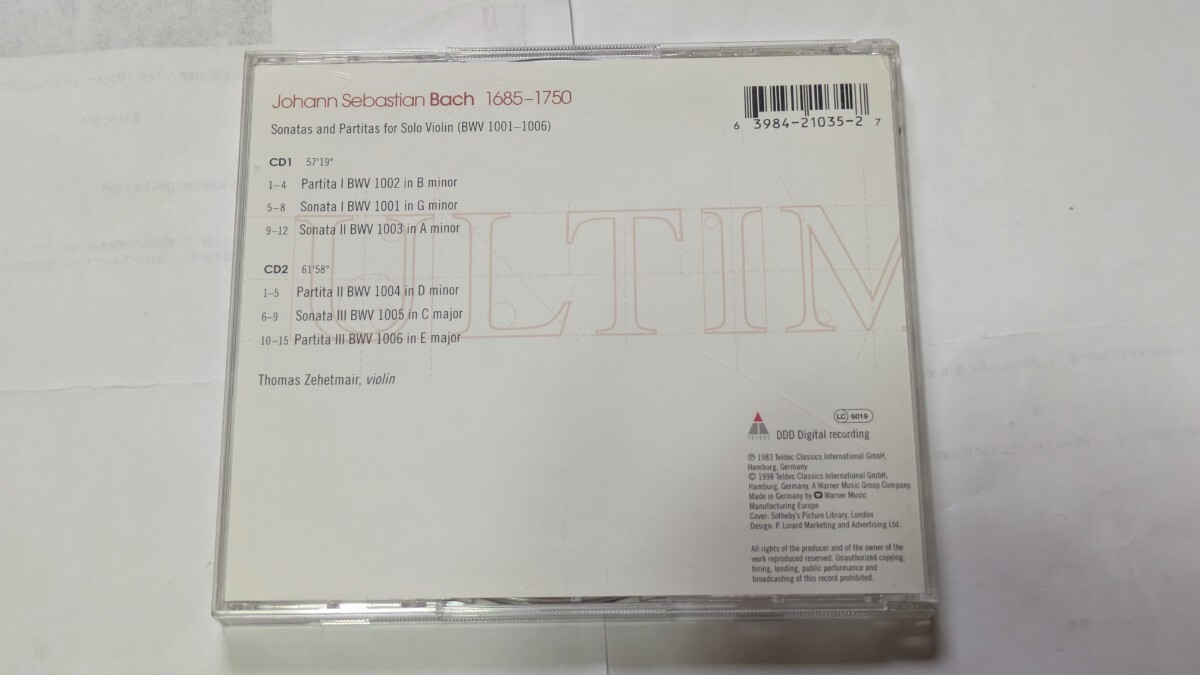 Johann Sebastian Bach 1685–1750
Sonatas and Partitas for Solo Violin (BWV 1001–1006)
6 3984-21035-2 7
CD1 57'19"
1–4 Partita I BWV 1002 in B minor
5–8 Sonata I BWV 1001 in G minor
9–12 Sonata II BWV 1003 in A minor
CD2 61'58"
1–5 Partita II BWV 1004 in D minor
6–9 Sonata III BWV 1005 in C major
10–15 Partita III BWV 1006 in E major
ULTIM
Thomas Zehetmair, violin
LC 6019
TELDEC
DDD Digital recording
℗ 1983 Teldec Classics International GmbH,
Hamburg, Germany
© 1998 Teldec Classics International GmbH,
Hamburg, Germany. A Warner Music Group Company.
Made in Germany by Warner Music
Manufacturing Europe
Cover: Sotheby's Picture Library, London
Design: P. Linard Marketing and Advertising Ltd.
All rights of the producer and of the owner of the
work reproduced reserved. Unauthorized copying,
hiring, lending, public performance and
broadcasting of this record prohibited.